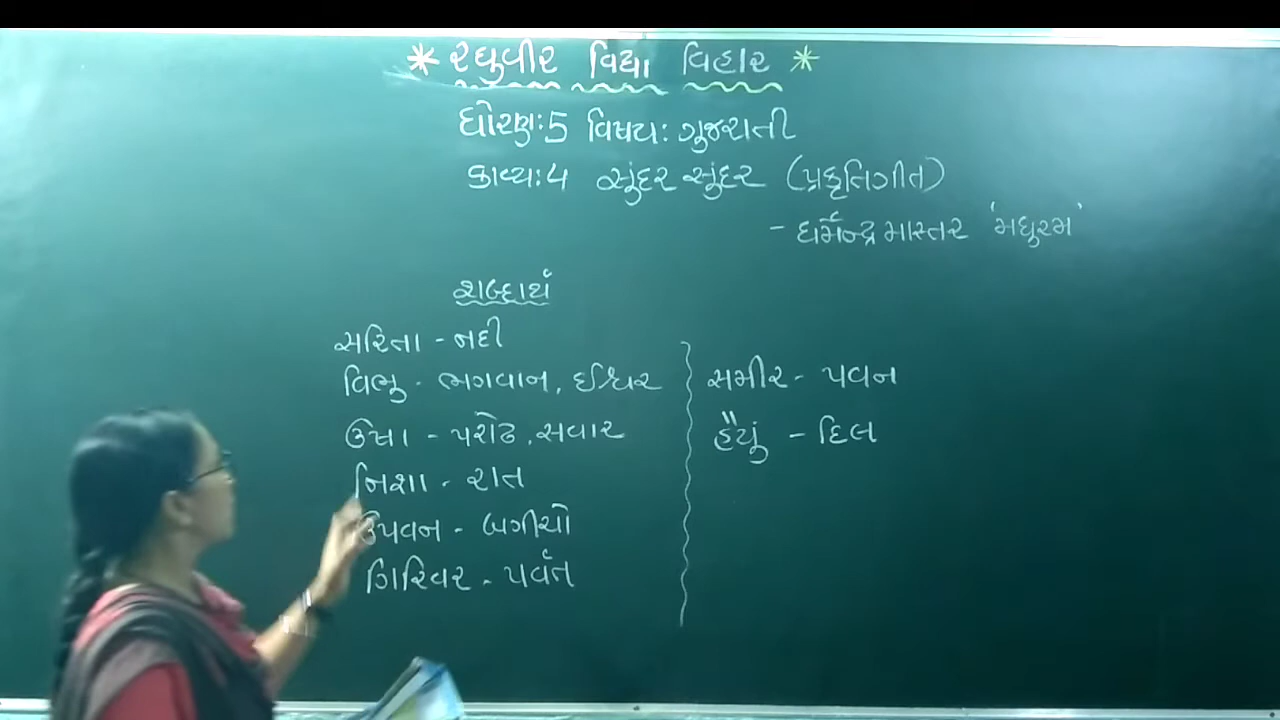 * રઘુવીર વિદ્યા વિહાર *
ધોરણ: 5 વિષય: ગુજરાતી
કાવ્ય: 4 સુંદર સુંદર (પ્રકૃતિગીત)
- ધર્મેન્દ્ર માસ્તર 'મધુરમ'
શબ્દાર્થ
સરિતા - નદી
વિભુ - ભગવાન, ઈશ્વર
ઉષા - પરોઢ, સવાર
નિશા - રાત
ઉપવન - બગીચો
ગિરિવર - પર્વત
સમીર - પવન
હૈયું - દિલ